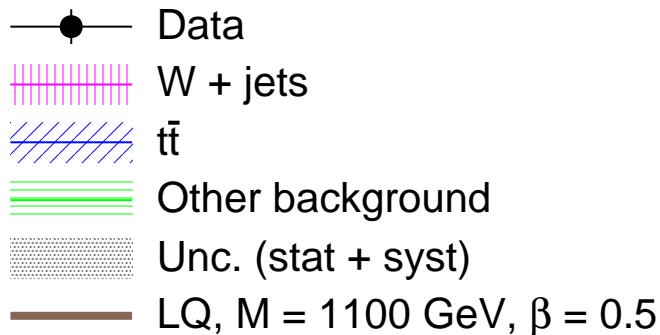 Data
W + jets
tt̄
Other background
Unc. (stat + syst)
LQ, M = 1100 GeV, β = 0.5